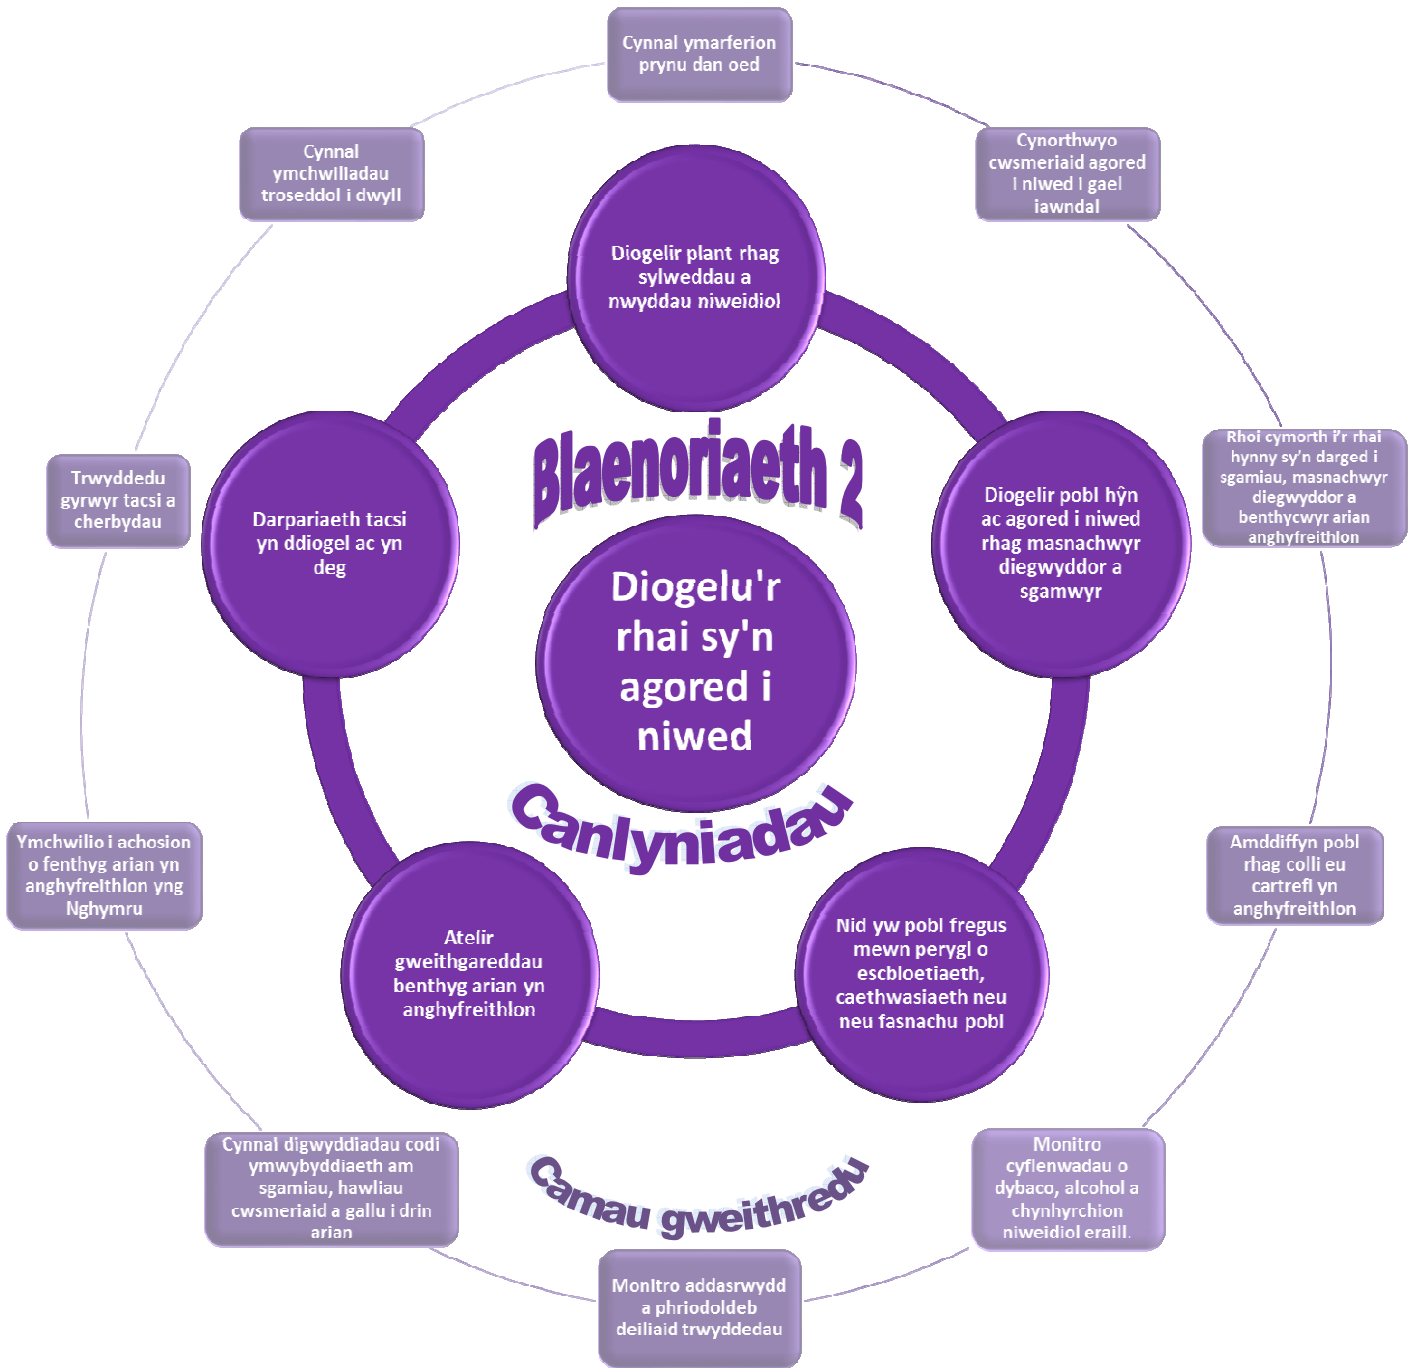 Cynnal ymarferion
prynu dan oed
Cynorthwyo
cwsmeriaid agored
i niwed i gael
iawndal
Rhoi cymorth i'r rhai
hynny sy'n darged i
sgamiau, masnachwyr
diegwyddor a
benthycwyr arian
anghyfreithlon
Amddiffyn pobl
rhag colli eu
cartrefi yn
anghyfreithlon
Monitro
cyflenwadau o
dybaco, alcohol a
chynhyrchion
niweidiol eraill.
Monitro addasrwydd
a phriodoldeb
deiliaid trwyddedau
Cynnal digwyddiadau codi
ymwybyddiaeth am
sgamiau, hawliau
cwsmeriaid a gallu i drin
arian
Ymchwilio i achosion
o fenthyg arian yn
anghyfreithlon yng
Nghymru
Trwyddedu
gyrwyr tacsi a
cherbydau
Cynnal
ymchwiliadau
troseddol i dwyll
Diogelir plant rhag
sylweddau a
nwyddau niweidiol
Diogelir pobl hŷn
ac agored i niwed
rhag masnachwyr
diegwyddor a
sgamwyr
Nid yw pobl fregus
mewn perygl o
escbloetiaeth,
caethwasiaeth neu
neu fasnachu pobl
Atelir
gweithgareddau
benthyg arian yn
anghyfreithlon
Darpariaeth tacsi
yn ddiogel ac yn
deg
Blaenoriaeth 2
Diogelu'r
rhai sy'n
agored i
niwed
Canlyniadau
Camau gweithredu